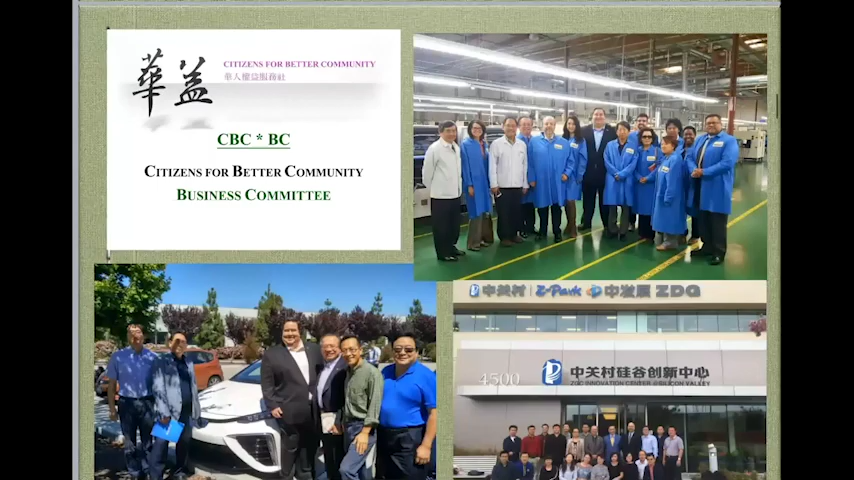 華益
CITIZENS FOR BETTER COMMUNITY
華人權益服務社
CBC * BC
CITIZENS FOR BETTER COMMUNITY
BUSINESS COMMITTEE
中关村 Z-Park 中发展 ZDG
4500
中关村硅谷创新中心
ZGC INNOVATION CENTER @SILICON VALLEY